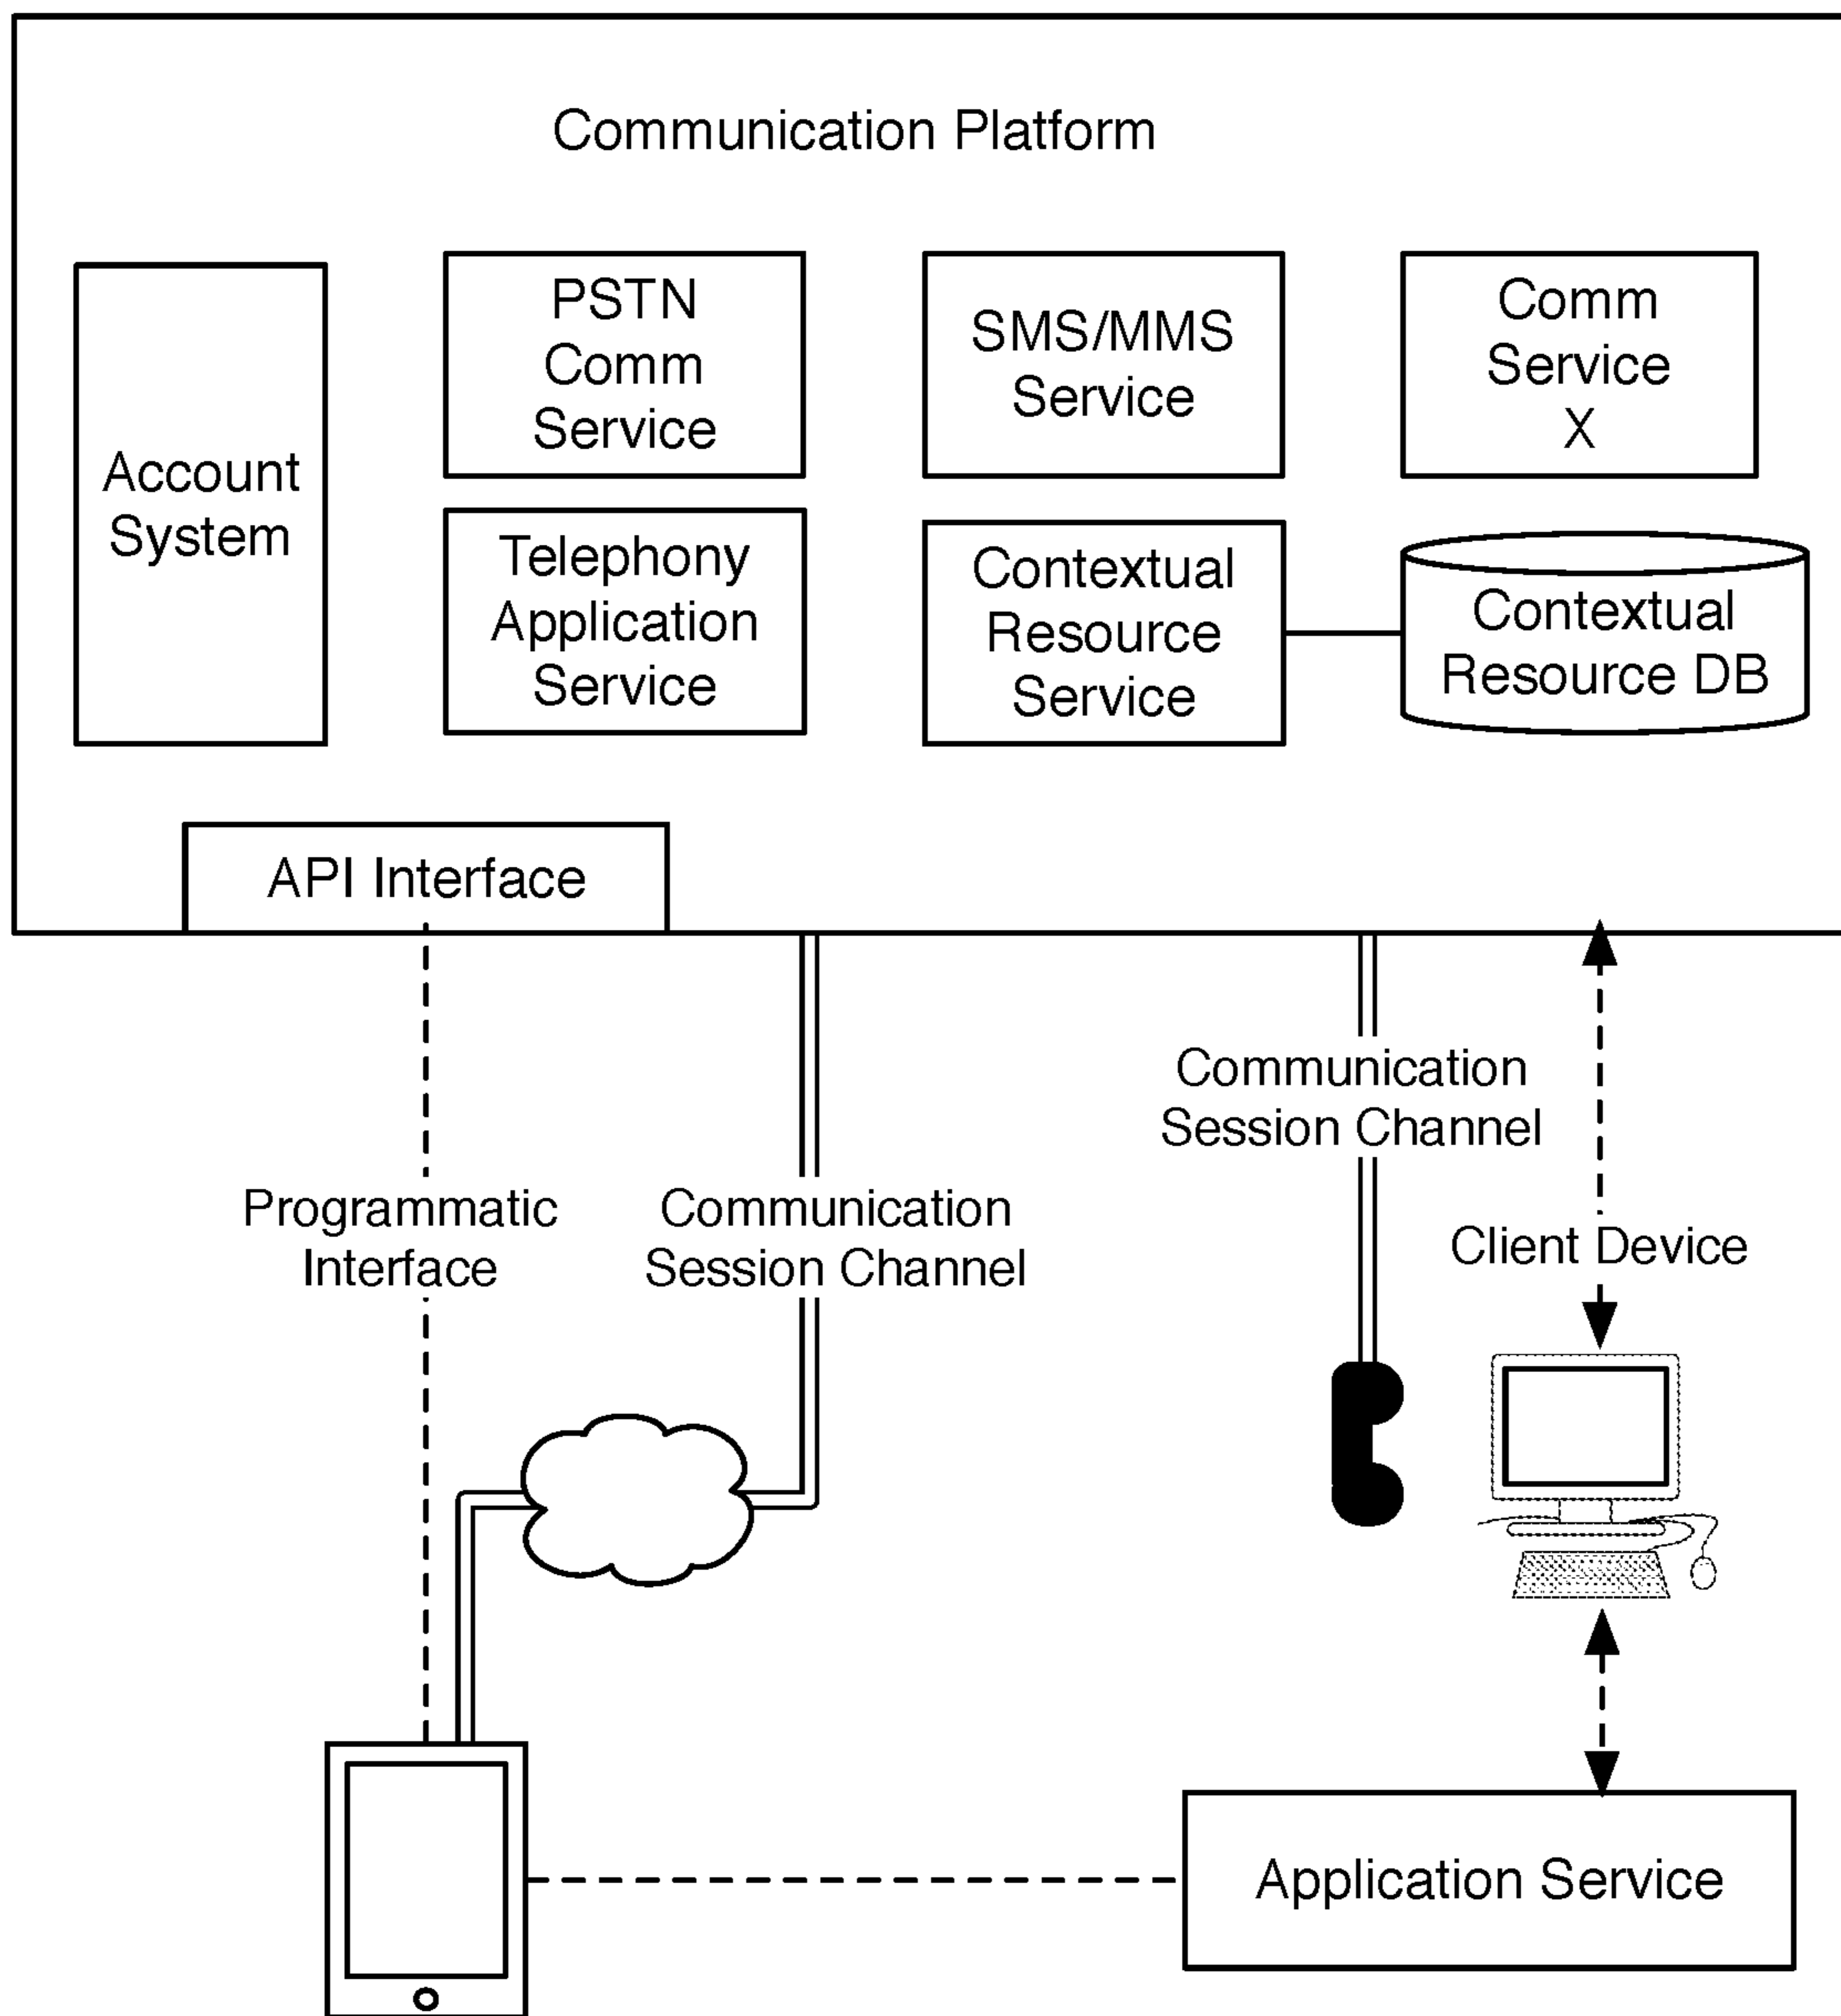 Communication Platform
Account
System
PSTN
Comm
Service
SMS/MMS
Service
Comm
Service
X
Telephony
Application
Service
Contextual
Resource
Service
Contextual
Resource DB
API Interface
Programmatic
Interface
Communication
Session Channel
Communication
Session Channel
Client Device
Application Service